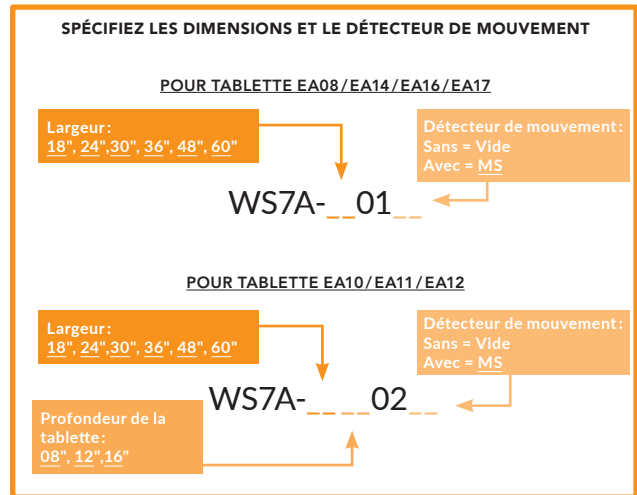 SPÉCIFIEZ LES DIMENSIONS ET LE DÉTECTEUR DE MOUVEMENT
POUR TABLETTE EA08/EA14/EA16/EA17
Largeur:
18", 24",30", 36", 48", 60"
Détecteur de mouvement:
Sans = Vide
Avec = MS
WS7A-_ _01_ _
POUR TABLETTE EA10/EA11/EA12
Largeur:
18", 24",30", 36", 48", 60"
Détecteur de mouvement:
Sans = Vide
Avec = MS
WS7A-_ _ _ _02_ _
Profondeur de la
tablette:
08", 12",16"